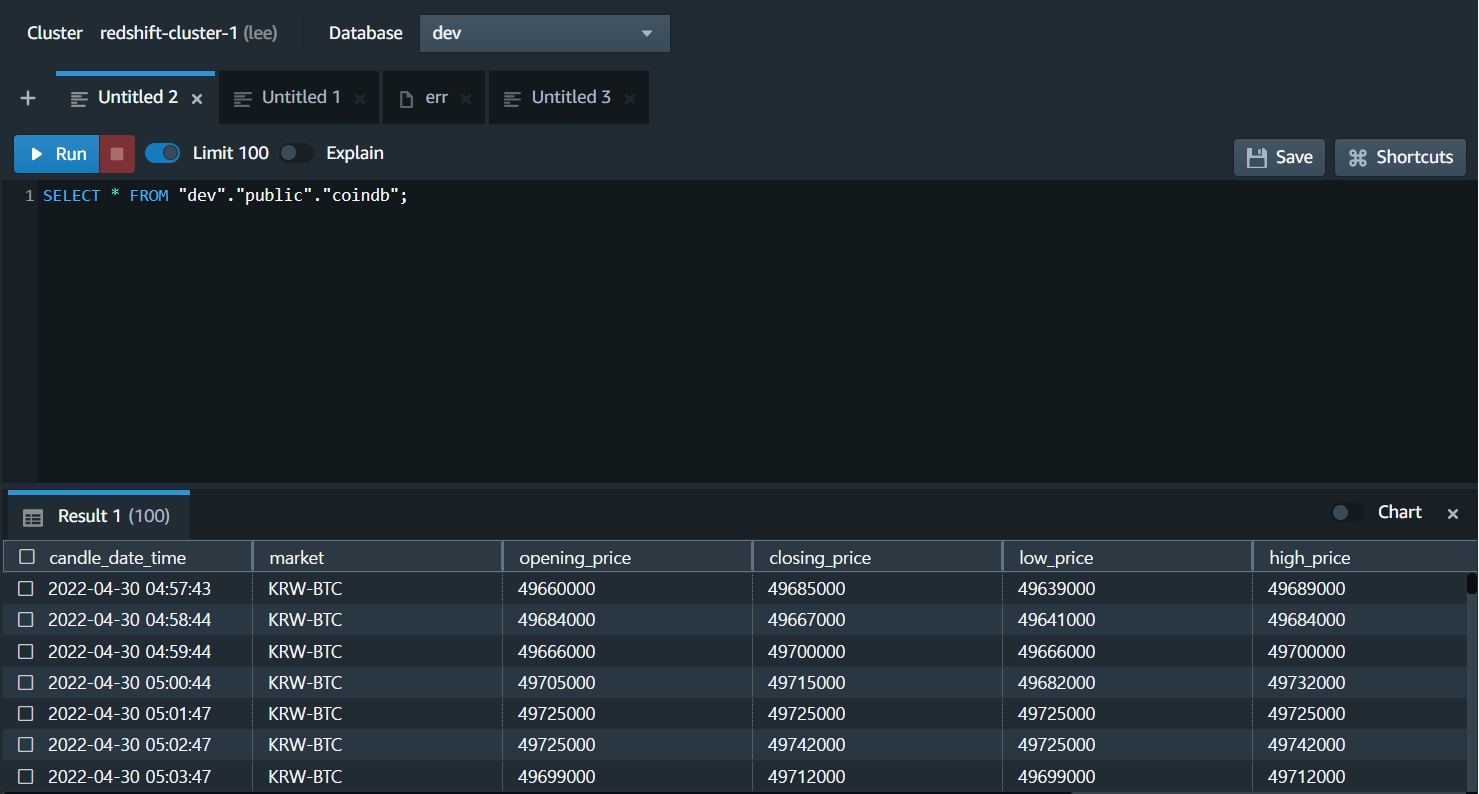 Cluster redshift-cluster-1 (lee) Database dev
+ Untitled 2 × Untitled 1 × err × Untitled 3 ×
Run Limit 100 Explain Save Shortcuts
1 SELECT * FROM "dev"."public"."coindb";
Result 1 (100) Chart ×
candle_date_time market opening_price closing_price low_price high_price
2022-04-30 04:57:43 KRW-BTC 49660000 49685000 49639000 49689000
2022-04-30 04:58:44 KRW-BTC 49684000 49667000 49641000 49684000
2022-04-30 04:59:44 KRW-BTC 49666000 49700000 49666000 49700000
2022-04-30 05:00:44 KRW-BTC 49705000 49715000 49682000 49732000
2022-04-30 05:01:47 KRW-BTC 49725000 49725000 49725000 49725000
2022-04-30 05:02:47 KRW-BTC 49725000 49742000 49725000 49742000
2022-04-30 05:03:47 KRW-BTC 49699000 49712000 49699000 49712000